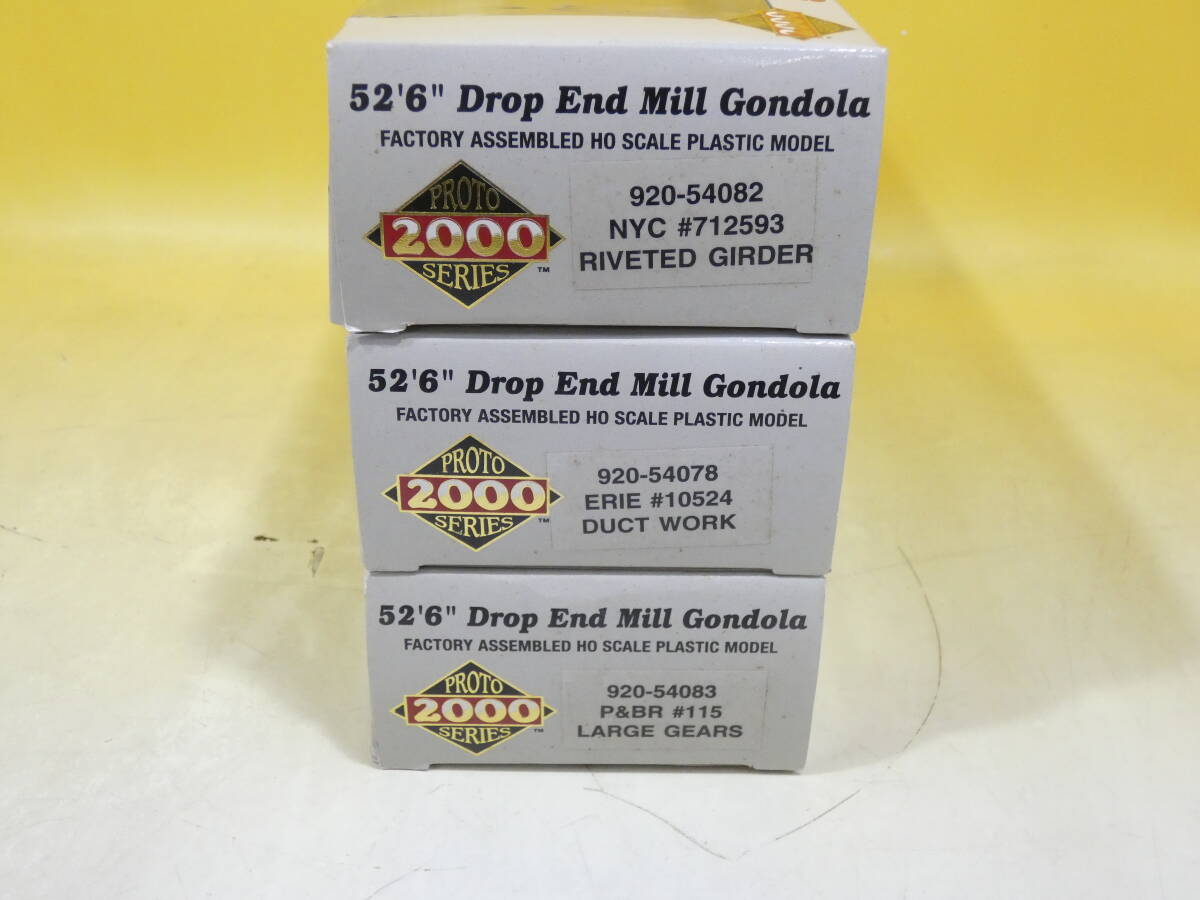 52'6" Drop End Mill Gondola
FACTORY ASSEMBLED HO SCALE PLASTIC MODEL
PROTO
2000
SERIES
™
920-54082
NYC #712593
RIVETED GIRDER
52'6" Drop End Mill Gondola
FACTORY ASSEMBLED HO SCALE PLASTIC MODEL
PROTO
2000
SERIES
™
920-54078
ERIE #10524
DUCT WORK
52'6" Drop End Mill Gondola
FACTORY ASSEMBLED HO SCALE PLASTIC MODEL
PROTO
2000
SERIES
™
920-54083
P&BR #115
LARGE GEARS